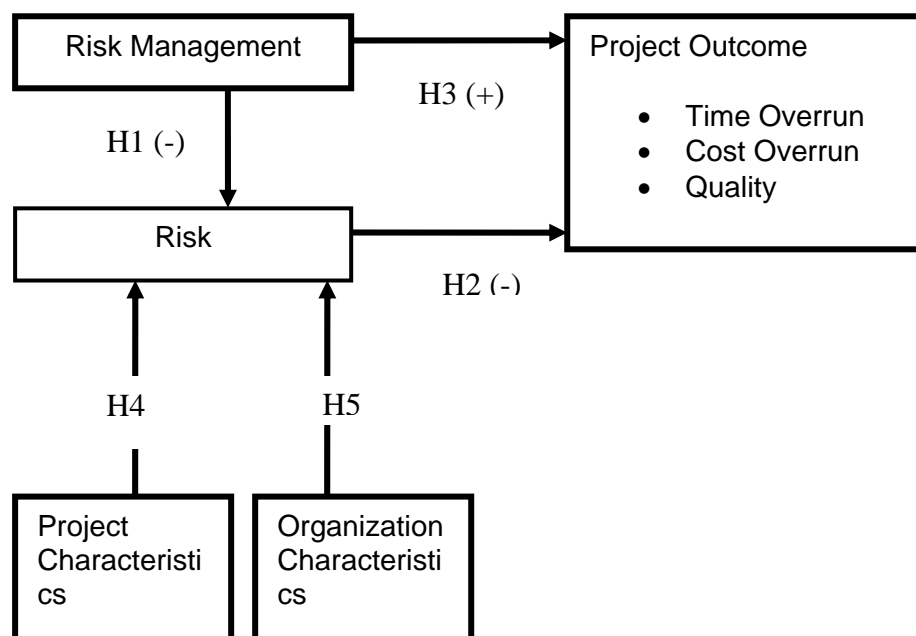 Risk Management
Project Outcome
H3 (+)
• Time Overrun
• Cost Overrun
• Quality
H1 (-)
Risk
H2 (-)
H4
H5
Project
Characteristi
cs
Organization
Characteristi
cs